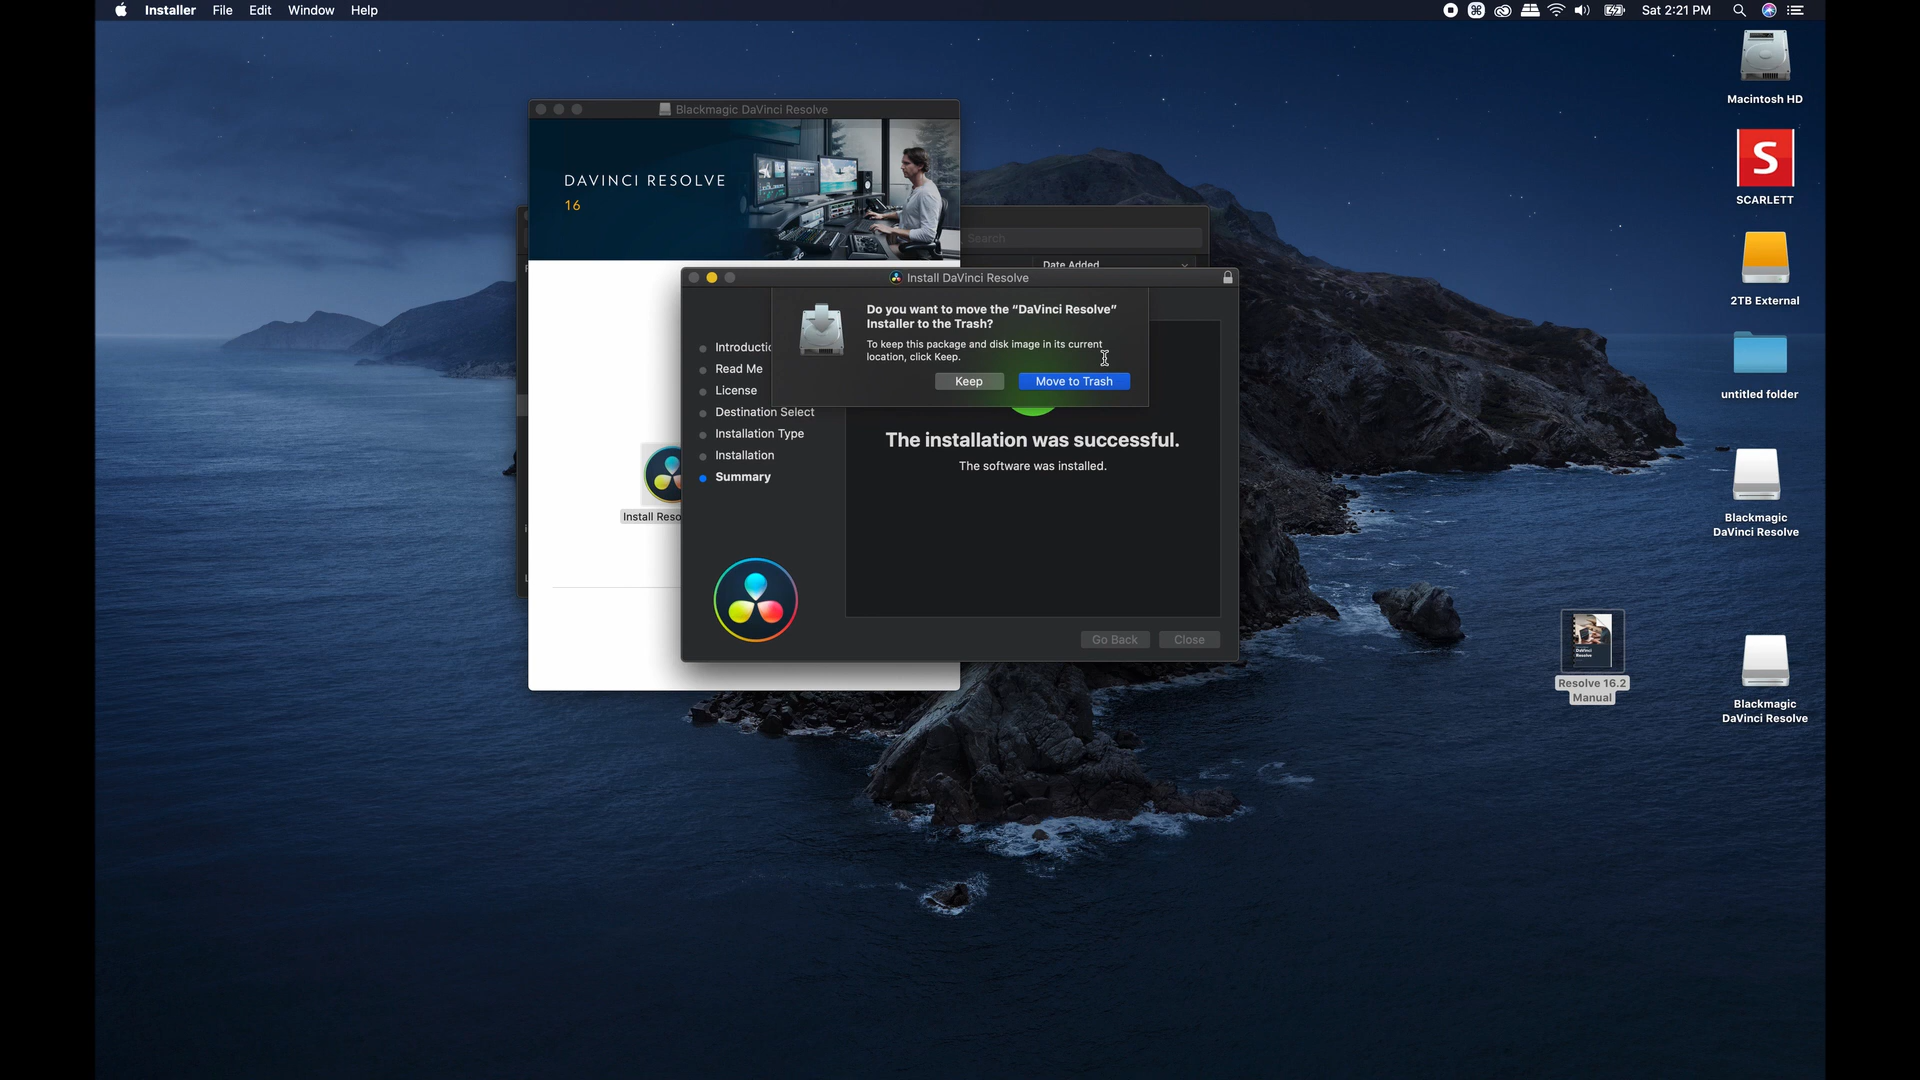 Installer File Edit Window Help
Sat 2:21 PM
Macintosh HD
S
SCARLETT
2TB External
untitled folder
Blackmagic
DaVinci Resolve
Resolve 16.2
Manual
Blackmagic
DaVinci Resolve
Blackmagic DaVinci Resolve
DAVINCI RESOLVE
16
Search
Date Added
Install Reso
Install DaVinci Resolve
Do you want to move the “DaVinci Resolve”
Installer to the Trash?
To keep this package and disk image in its current
location, click Keep.
Keep Move to Trash
Introductio
Read Me
License
Destination Select
Installation Type
Installation
Summary
The installation was successful.
The software was installed.
Go Back Close